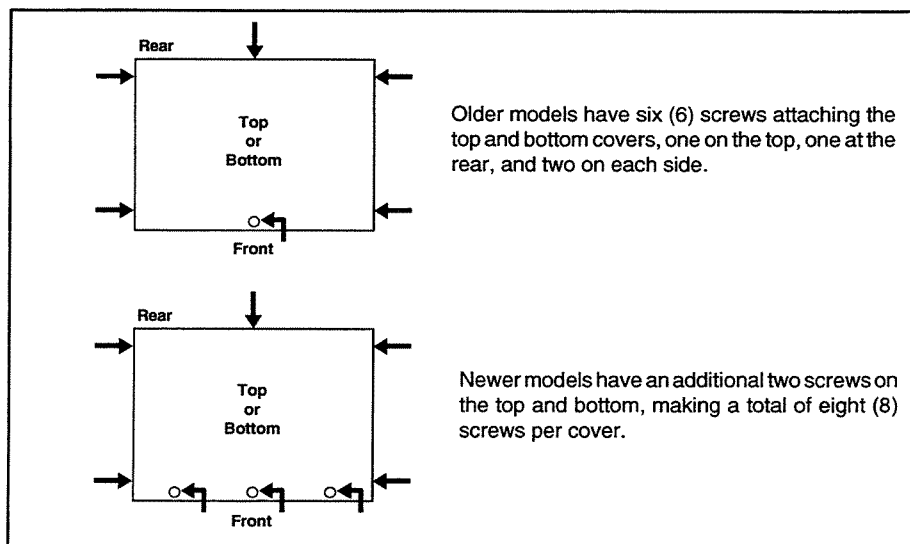 Rear
Top
or
Bottom
Front
Older models have six (6) screws attaching the
top and bottom covers, one on the top, one at the
rear, and two on each side.
Rear
Top
or
Bottom
Front
Newer models have an additional two screws on
the top and bottom, making a total of eight (8)
screws per cover.